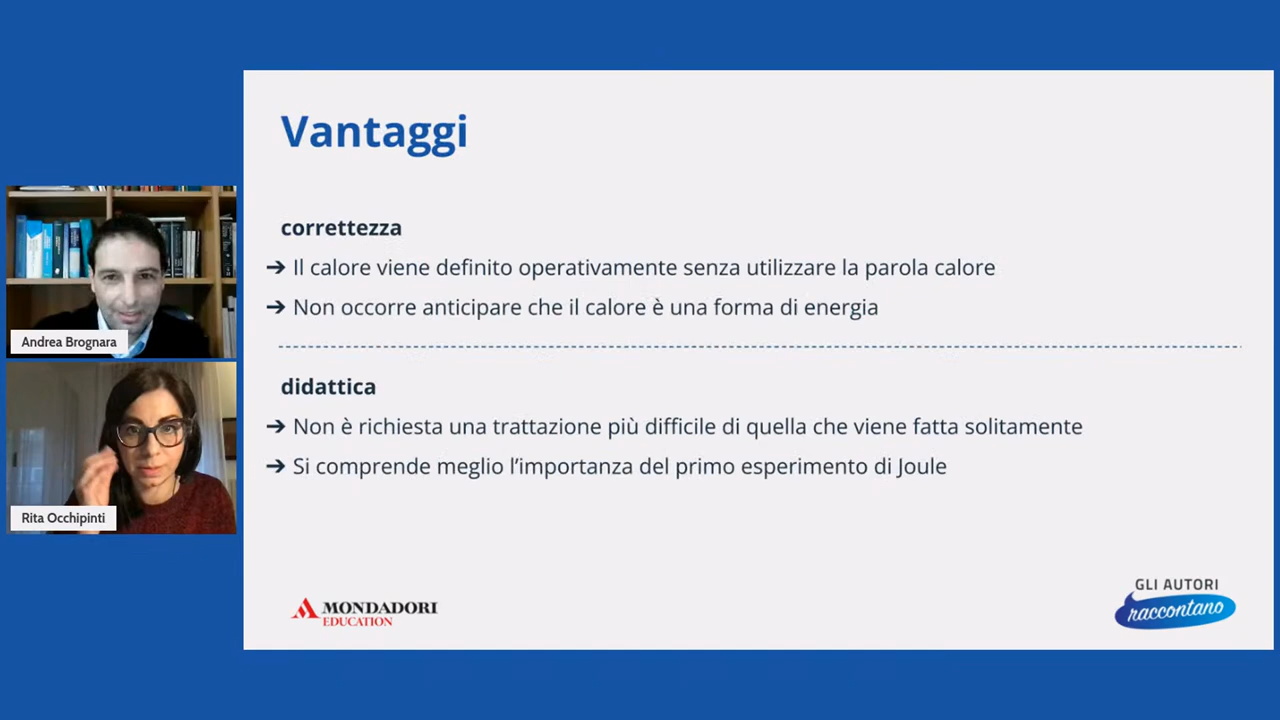 Vantaggi
correttezza
➔ Il calore viene definito operativamente senza utilizzare la parola calore
➔ Non occorre anticipare che il calore è una forma di energia
didattica
➔ Non è richiesta una trattazione più difficile di quella che viene fatta solitamente
➔ Si comprende meglio l’importanza del primo esperimento di Joule
Andrea Brognara
Rita Occhipinti
MONDADORI
EDUCATION
GLI AUTORI
raccontano